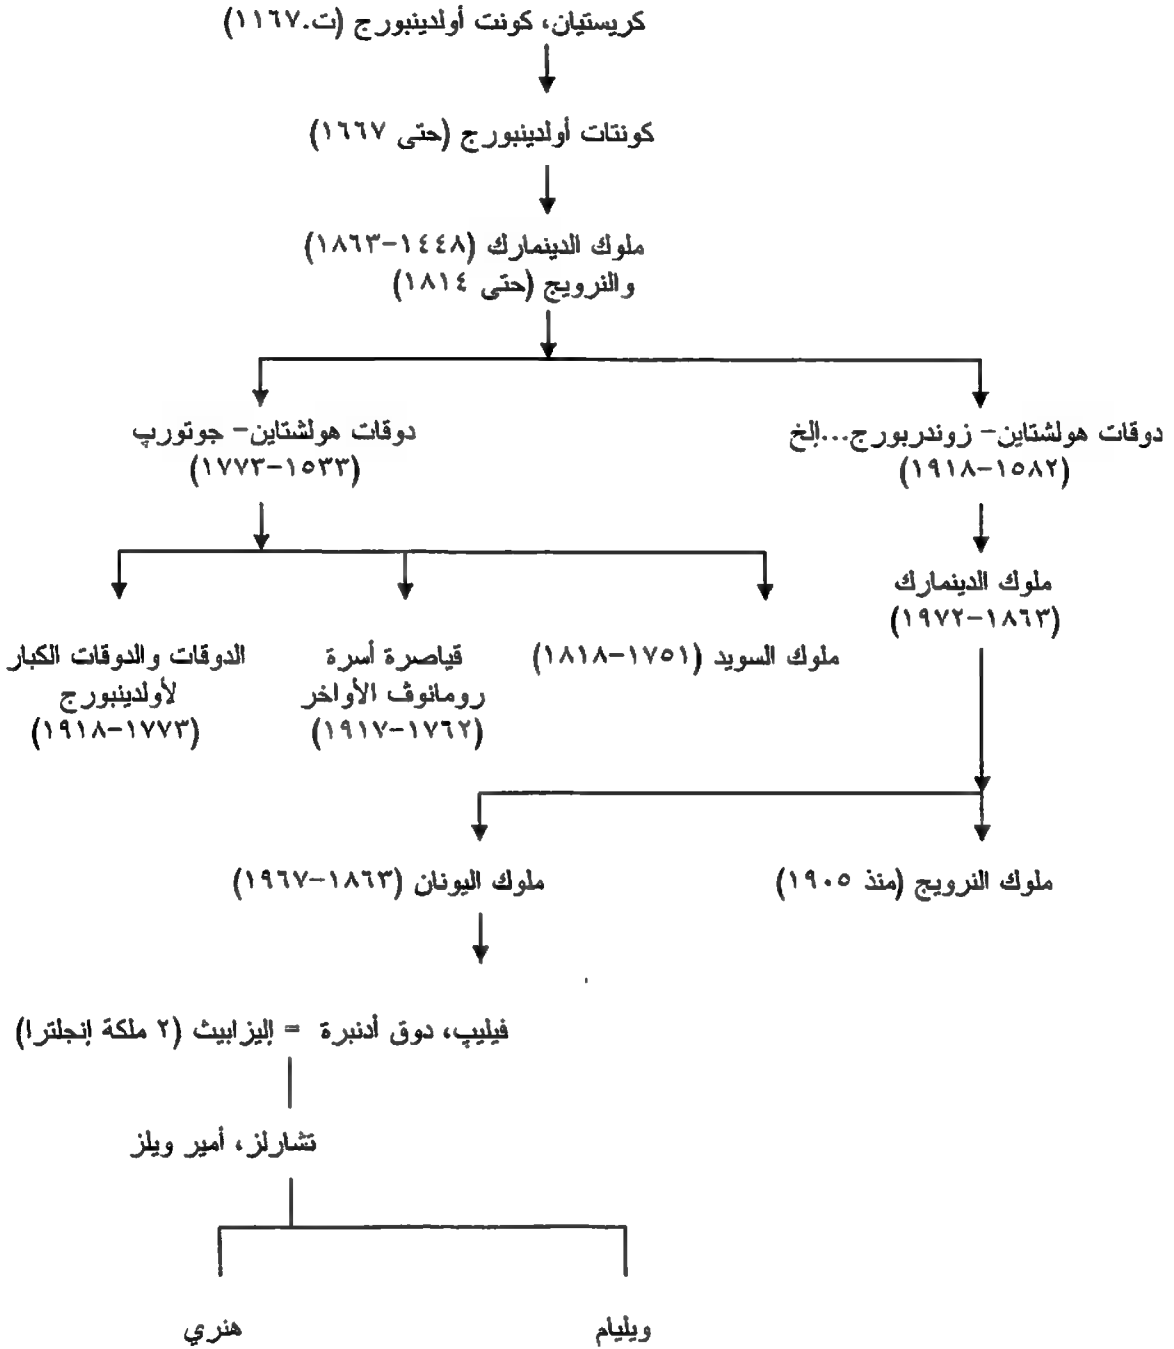 كريستيان، كونت أولدينبورج (ت.١١٦٧)
كونتات أولدينبورج (حتى ١٦٦٧)
ملوك الدينمارك (١٤٤٨-١٨٦٣)
والنرويج (حتى ١٨١٤)
دوقات هولشتاين- زوندربورج...إلخ
(١٥٨٢-١٩١٨)
دوقات هولشتاين- جوتورپ
(١٥٣٣-١٧٧٣)
ملوك الدينمارك
(١٨٦٣-١٩٧٢)
ملوك السويد (١٧٥١-١٨١٨)
قياصرة أسرة
رومانوڤ الأواخر
(١٧٦٢-١٩١٧)
الدوقات والدوقات الكبار
لأولدينبورج
(١٧٧٣-١٩١٨)
ملوك النرويج (منذ ١٩٠٥)
ملوك اليونان (١٨٦٣-١٩٦٧)
فيليپ، دوق أدنبرة = إليزابيث (٢ ملكة إنجلترا)
تشارلز، أمير ويلز
ويليام
هنري